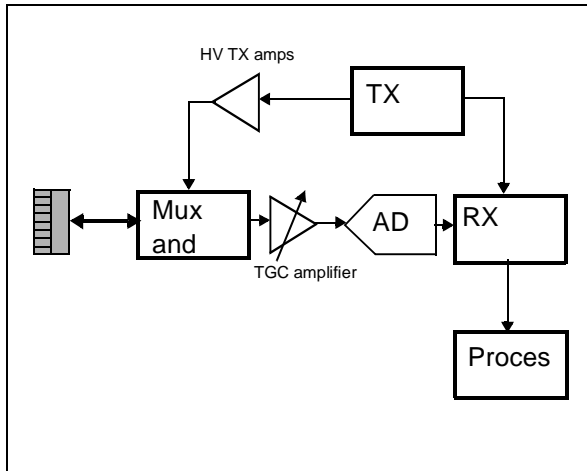 HV TX amps
TX
Mux
and
AD
RX
TGC amplifier
Proces